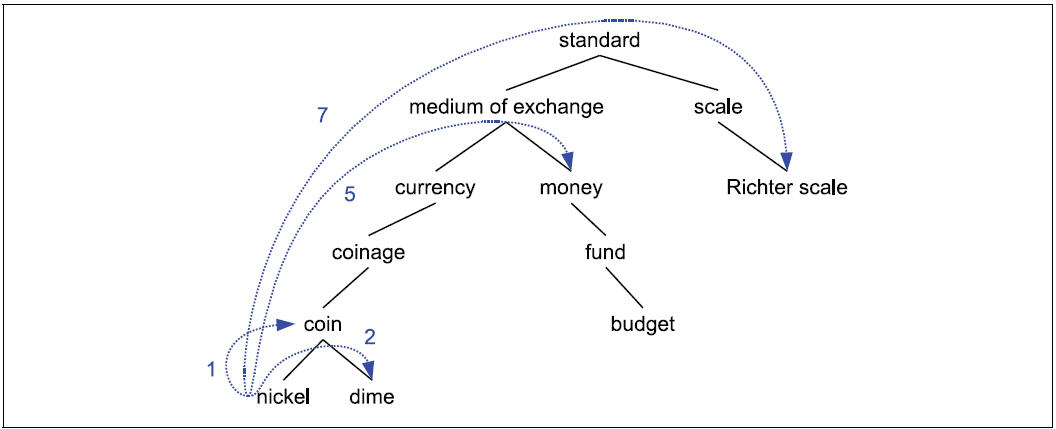 standard
7
medium of exchange
scale
5
currency
money
Richter scale
coinage
fund
coin
budget
2
1
nickel
dime